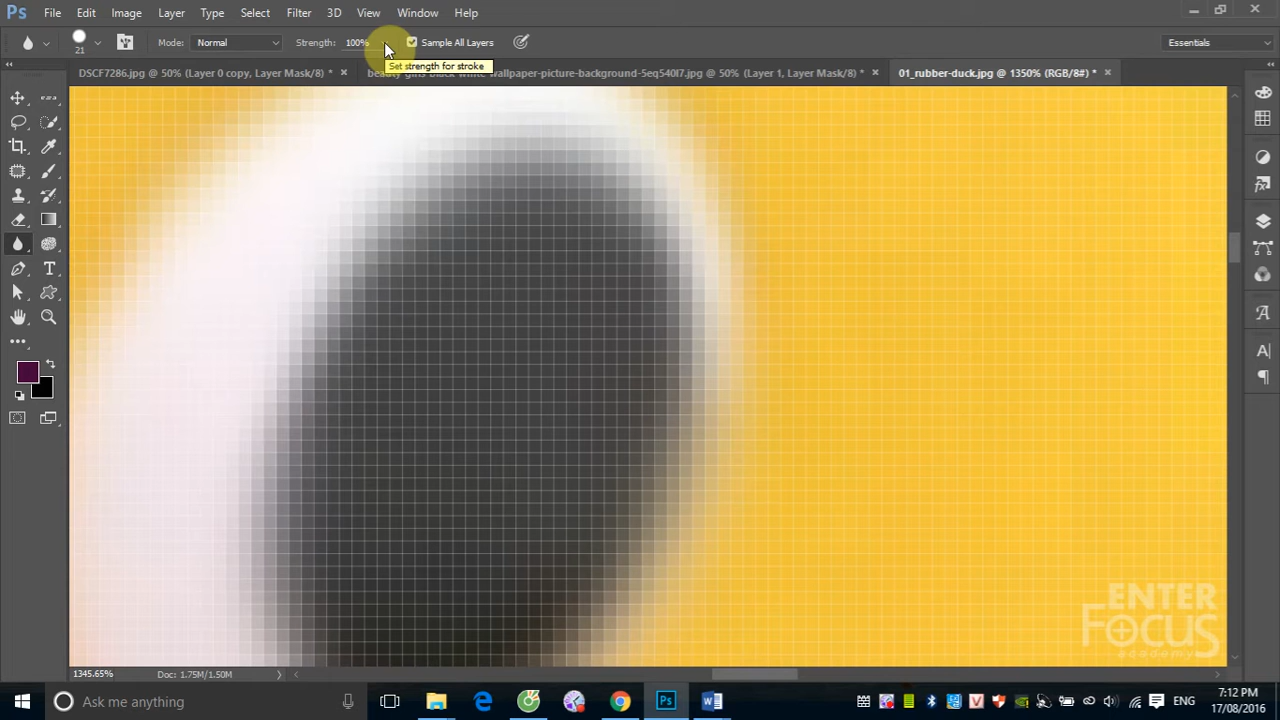 Ps File Edit Image Layer Type Select Filter 3D View Window Help
21 Mode: Normal Strength: 100% Sample All Layers Essentials
Set strength for stroke
DSCF7286.jpg @ 50% (Layer 0 copy, Layer Mask/8) * × wallpaper-picture-background-5eq540l7.jpg @ 50% (Layer 1, Layer Mask/8) * × 01_rubber-duck.jpg @ 1350% (RGB/8#) * ×
ENTER
FOCUS
academy
1345.65% Doc: 1.75M/1.50M
Ask me anything
ENG
7:12 PM
17/08/2016